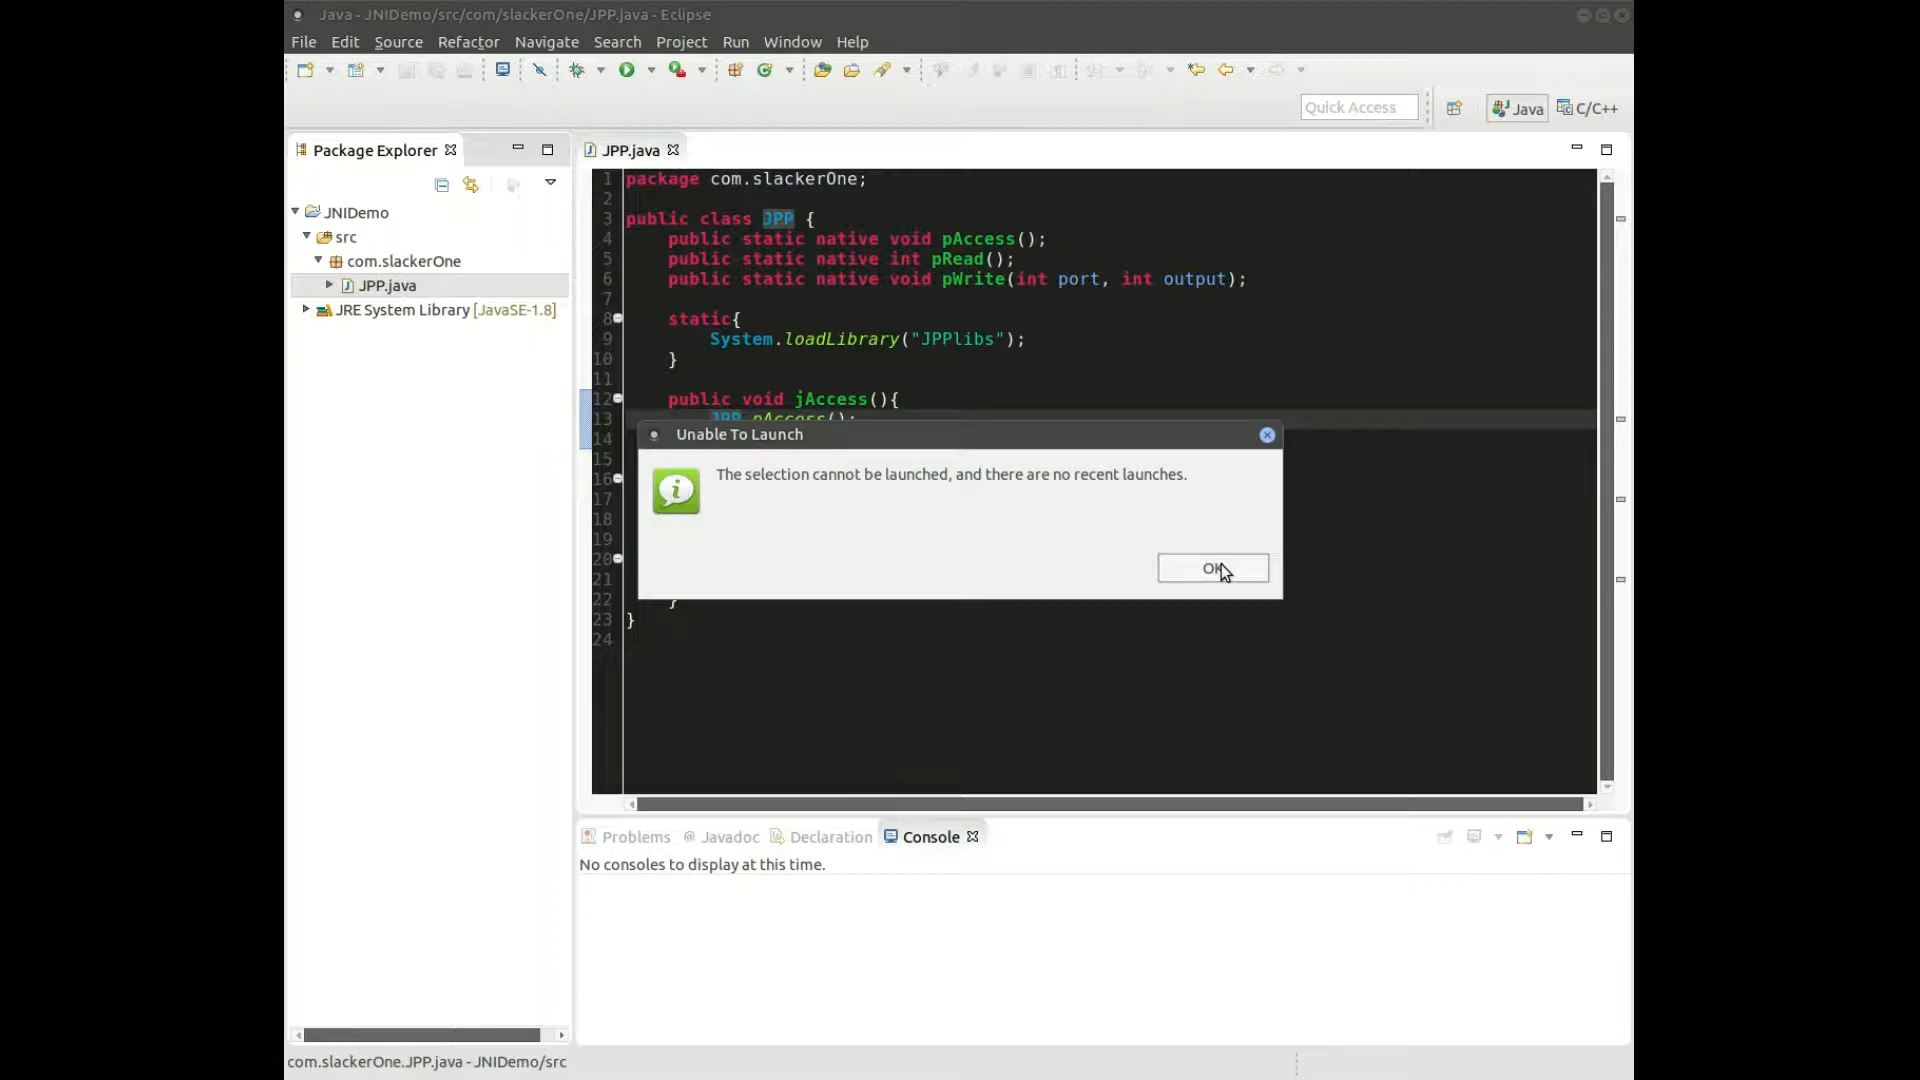 Java - JNIDemo/src/com/slackerOne/JPP.java - Eclipse
File Edit Source Refactor Navigate Search Project Run Window Help
Quick Access
Java
C/C++
Package Explorer
JNIDemo
src
com.slackerOne
JPP.java
JRE System Library [JavaSE-1.8]
JPP.java
1 package com.slackerOne;
2
3 public class JPP {
4 public static native void pAccess();
5 public static native int pRead();
6 public static native void pWrite(int port, int output);
7
8 static{
9 System.loadLibrary("JPPlibs");
10 }
11
12 public void jAccess(){
13 JPP.pAccess();
14
15
16
17
18
19
20
21
22 }
23 }
24
Unable To Launch
The selection cannot be launched, and there are no recent launches.
OK
Problems @ Javadoc Declaration Console
No consoles to display at this time.
com.slackerOne.JPP.java - JNIDemo/src